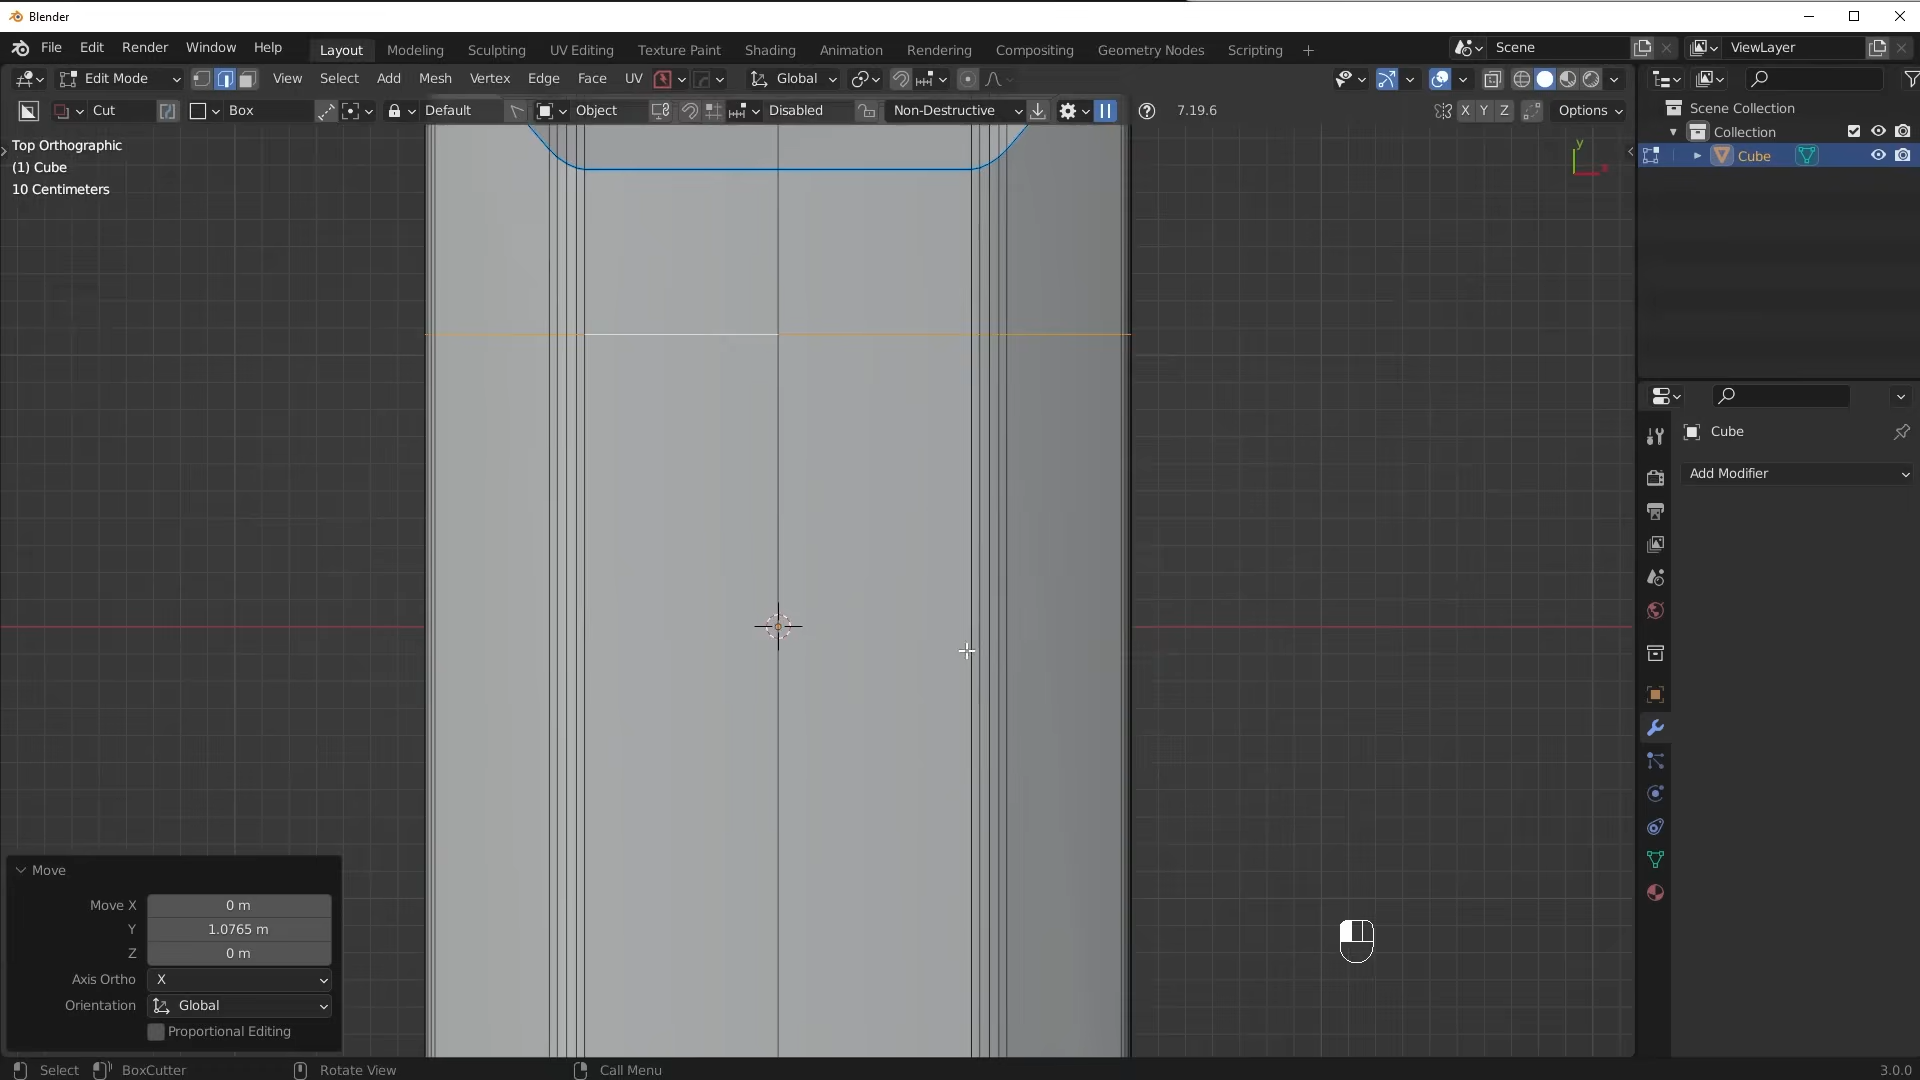 Blender
File Edit Render Window Help Layout Modeling Sculpting UV Editing Texture Paint Shading Animation Rendering Compositing Geometry Nodes Scripting + Scene ViewLayer
Edit Mode View Select Add Mesh Vertex Edge Face UV Global
Cut Box Default Object Disabled Non-Destructive 7.19.6 X Y Z Options
Top Orthographic
(1) Cube
10 Centimeters
y
Scene Collection
Collection
Cube
Cube
Add Modifier
Move
Move X 0 m
Y 1.0765 m
Z 0 m
Axis Ortho X
Orientation Global
Proportional Editing
Select BoxCutter Rotate View Call Menu 3.0.0